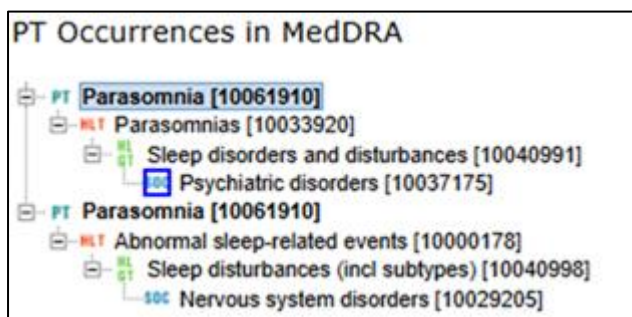 PT Occurrences in MedDRA
PT Parasomnia [10061910]
HLT Parasomnias [10033920]
HLGT Sleep disorders and disturbances [10040991]
SOC Psychiatric disorders [10037175]
PT Parasomnia [10061910]
HLT Abnormal sleep-related events [10000178]
HLGT Sleep disturbances (incl subtypes) [10040998]
SOC Nervous system disorders [10029205]